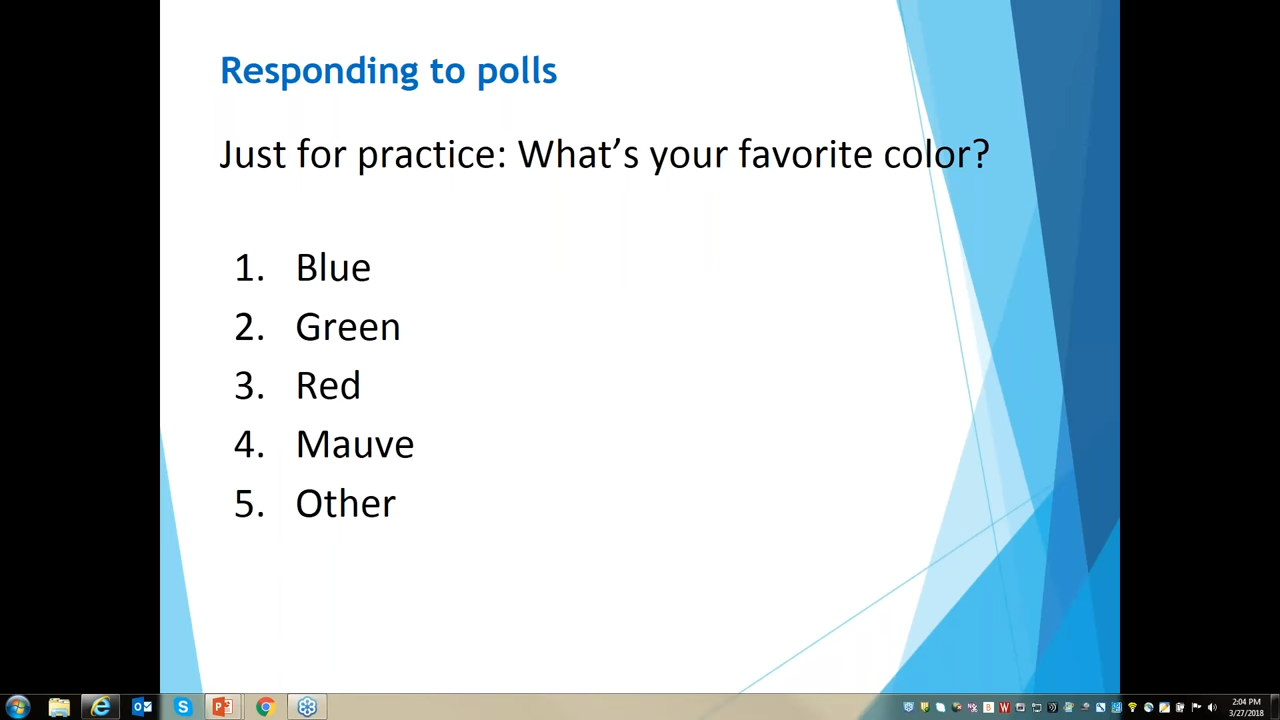 Responding to polls
Just for practice: What’s your favorite color?
1. Blue
2. Green
3. Red
4. Mauve
5. Other
2:04 PM
3/27/2018